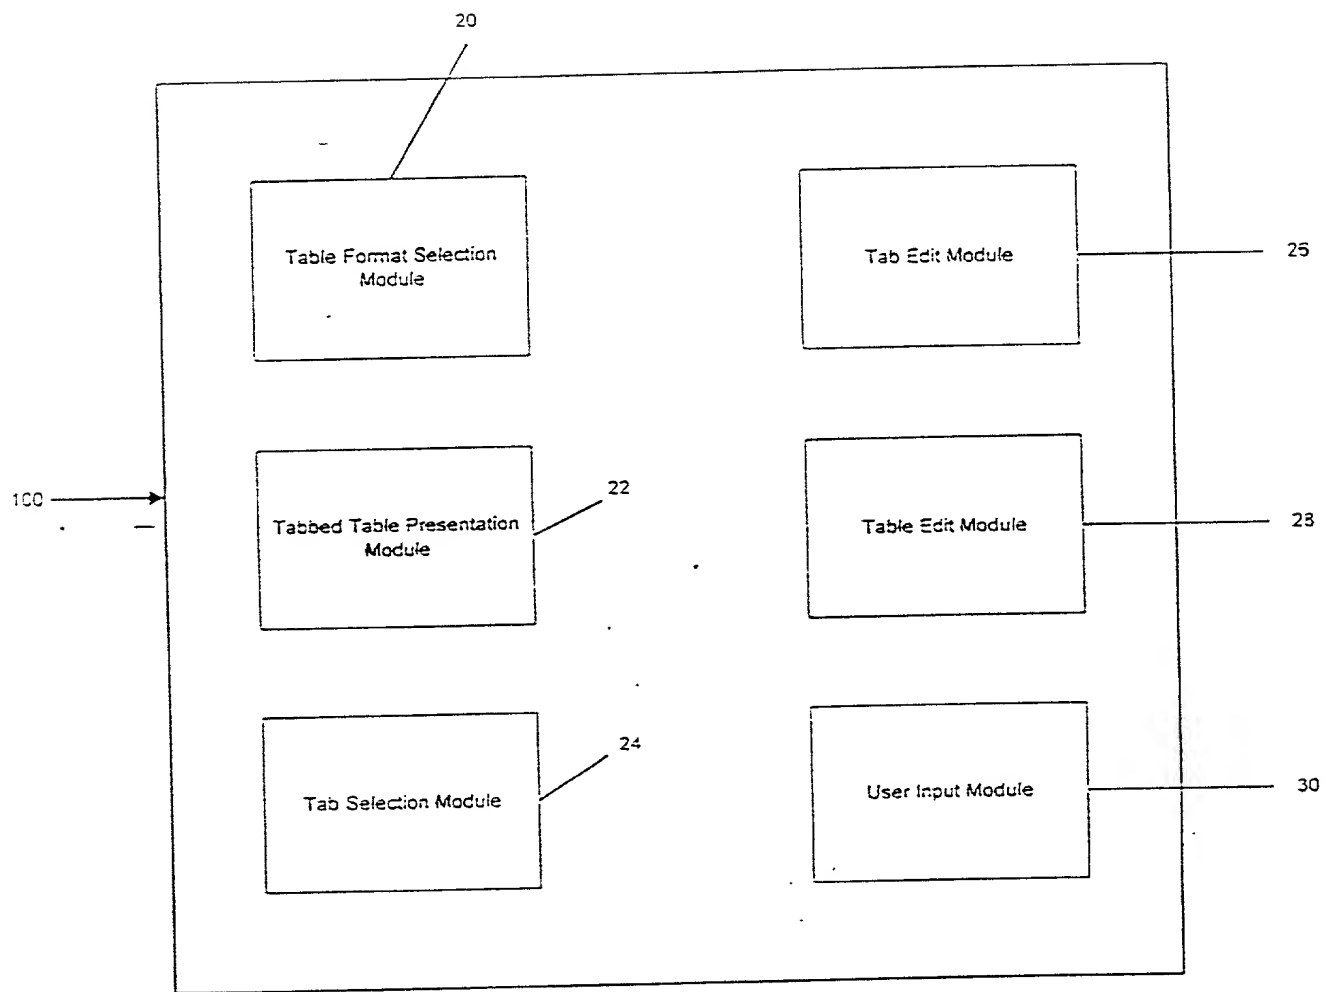 20
Table Format Selection
Module
Tab Edit Module
25
100
Tabbed Table Presentation
Module
22
Table Edit Module
23
Tab Selection Module
24
User Input Module
30